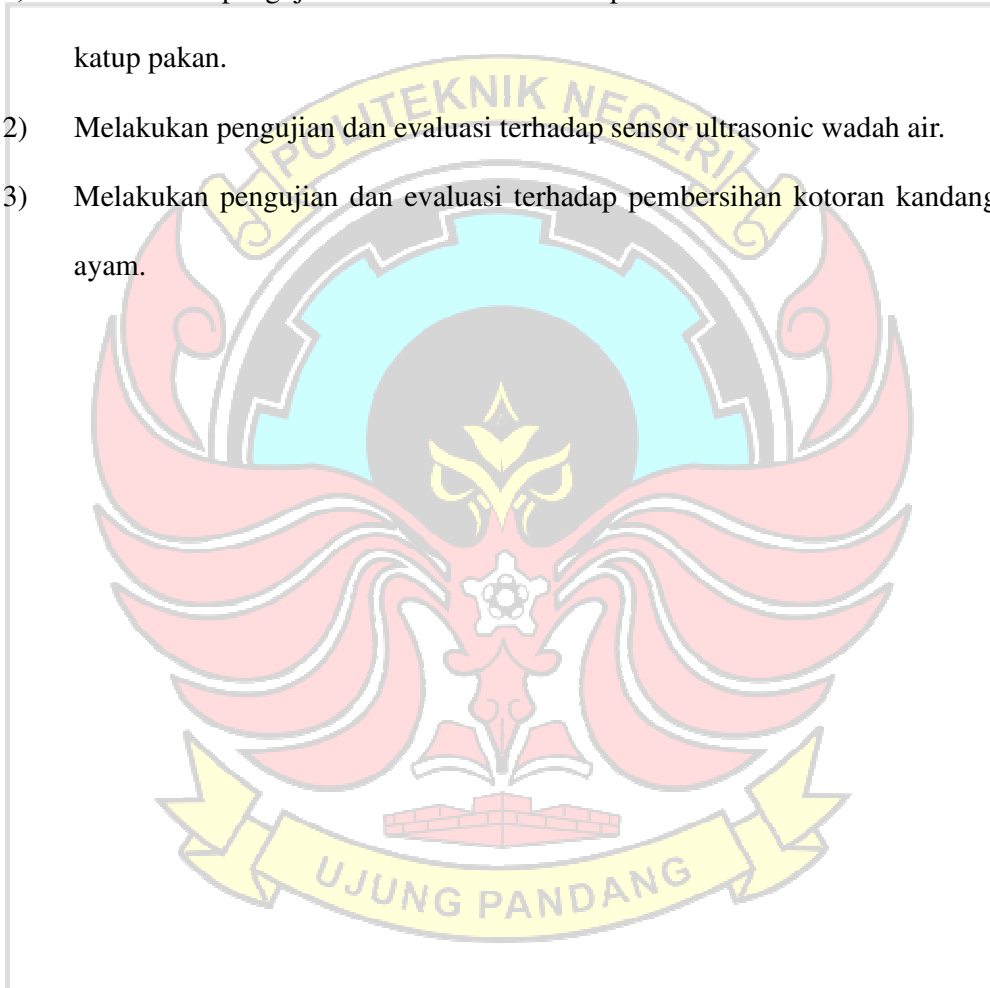 katup pakan.
POLITEKNIK NEGERI
2) Melakukan pengujian dan evaluasi terhadap sensor ultrasonic wadah air.
3) Melakukan pengujian dan evaluasi terhadap pembersihan kotoran kandang
ayam.
UJUNG PANDANG